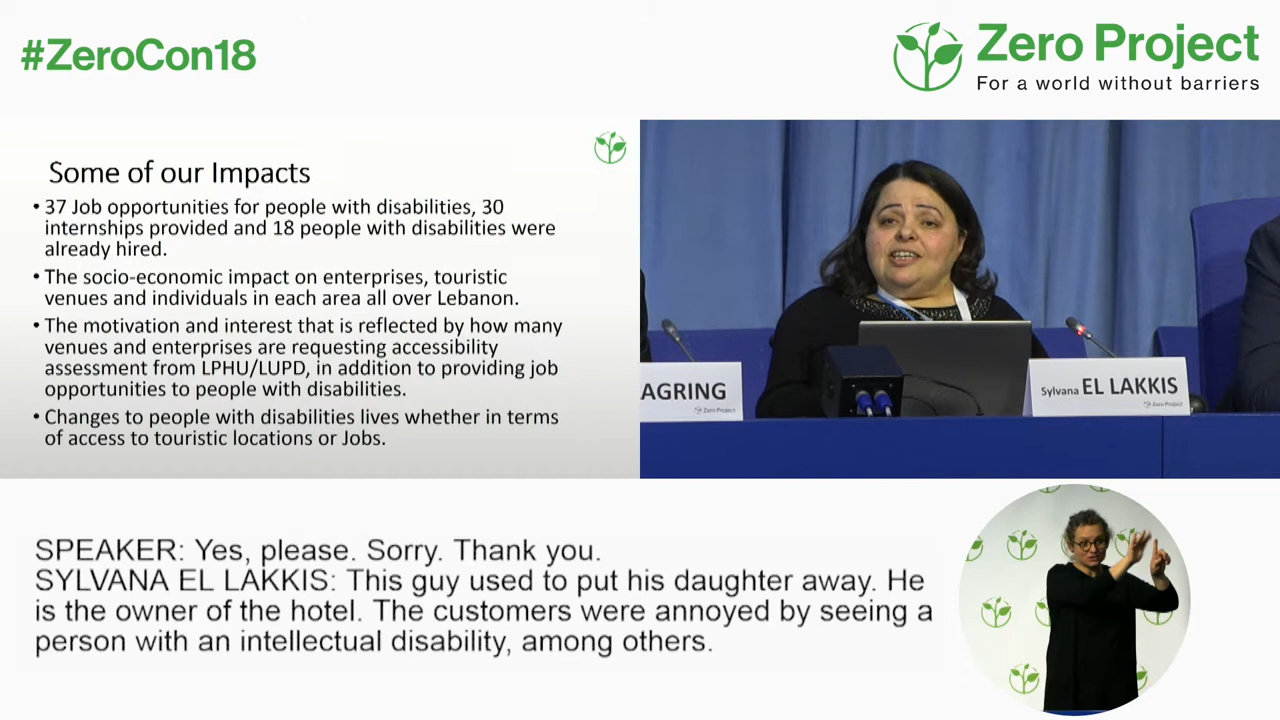 #ZeroCon18
Zero Project
For a world without barriers
Some of our Impacts
• 37 Job opportunities for people with disabilities, 30
internships provided and 18 people with disabilities were
already hired.
• The socio-economic impact on enterprises, touristic
venues and individuals in each area all over Lebanon.
• The motivation and interest that is reflected by how many
venues and enterprises are requesting accessibility
assessment from LPHU/LUPD, in addition to providing job
opportunities to people with disabilities.
• Changes to people with disabilities lives whether in terms
of access to touristic locations or Jobs.
AGRING
Zero Project
Sylvana EL LAKKIS
Zero Project
SPEAKER: Yes, please. Sorry. Thank you.
SYLVANA EL LAKKIS: This guy used to put his daughter away. He
is the owner of the hotel. The customers were annoyed by seeing a
person with an intellectual disability, among others.